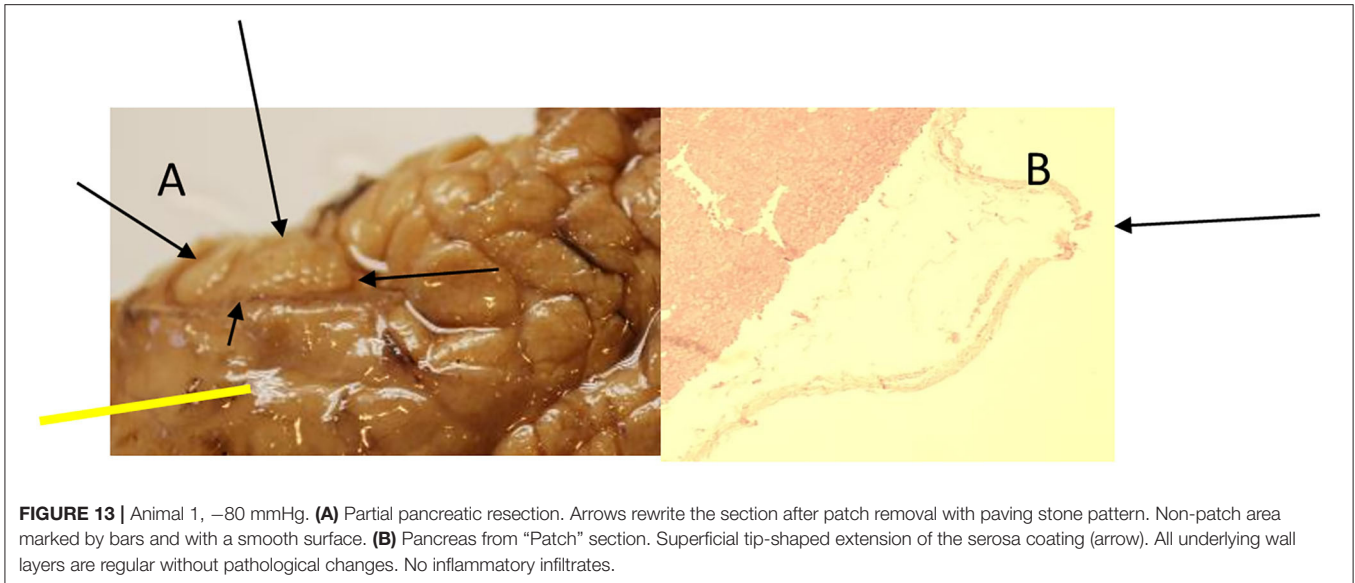 A
B
FIGURE 13 | Animal 1, −80 mmHg. (A) Partial pancreatic resection. Arrows rewrite the section after patch removal with paving stone pattern. Non-patch area
marked by bars and with a smooth surface. (B) Pancreas from “Patch” section. Superficial tip-shaped extension of the serosa coating (arrow). All underlying wall
layers are regular without pathological changes. No inflammatory infiltrates.